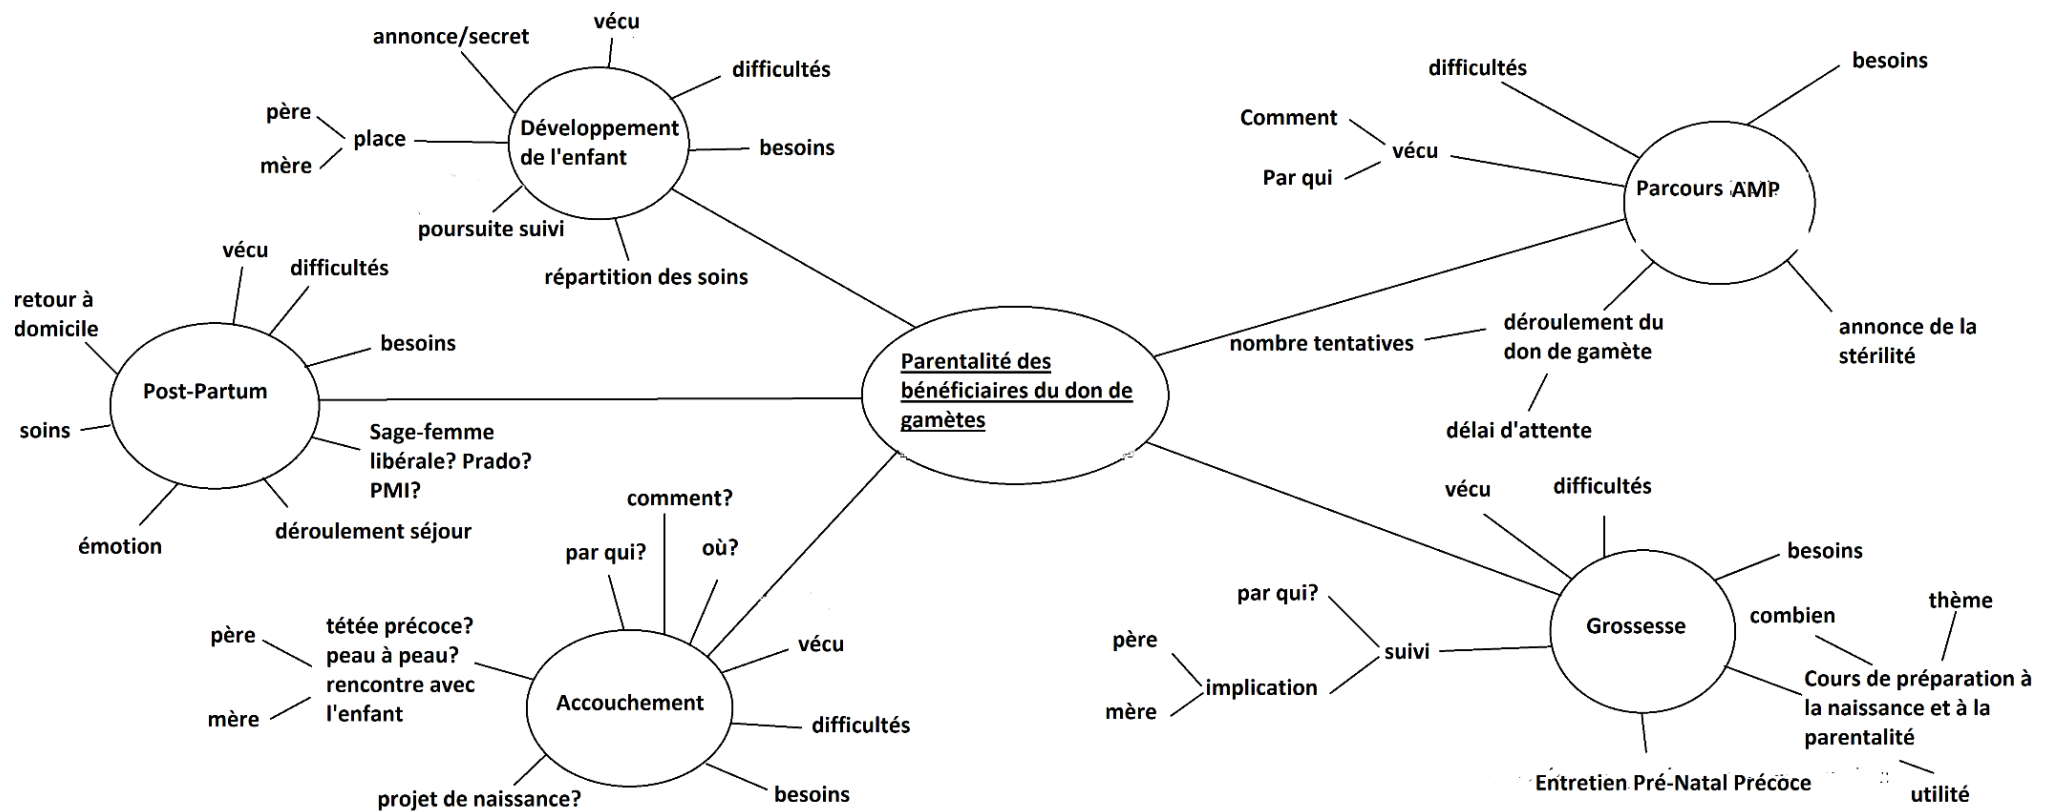 vécu
annonce/secret
difficultés
père
place
mère
Développement
de l'enfant
besoins
poursuite suivi
répartition des soins
difficultés
besoins
Comment
vécu
Par qui
Parcours AMP
nombre tentatives
déroulement du
don de gamète
annonce de la
stérilité
délai d'attente
Parentalité des
bénéficiaires du don de
gamètes
vécu
difficultés
retour à
domicile
besoins
Post-Partum
soins
Sage-femme
libérale? Prado?
PMI?
émotion
déroulement séjour
comment?
par qui?
où?
père
tétée précoce?
peau à peau?
rencontre avec
l'enfant
mère
vécu
Accouchement
difficultés
projet de naissance?
besoins
vécu
difficultés
besoins
par qui?
père
suivi
implication
mère
Grossesse
combien
thème
Cours de préparation à
la naissance et à la
parentalité
Entretien Pré-Natal Précoce
utilité